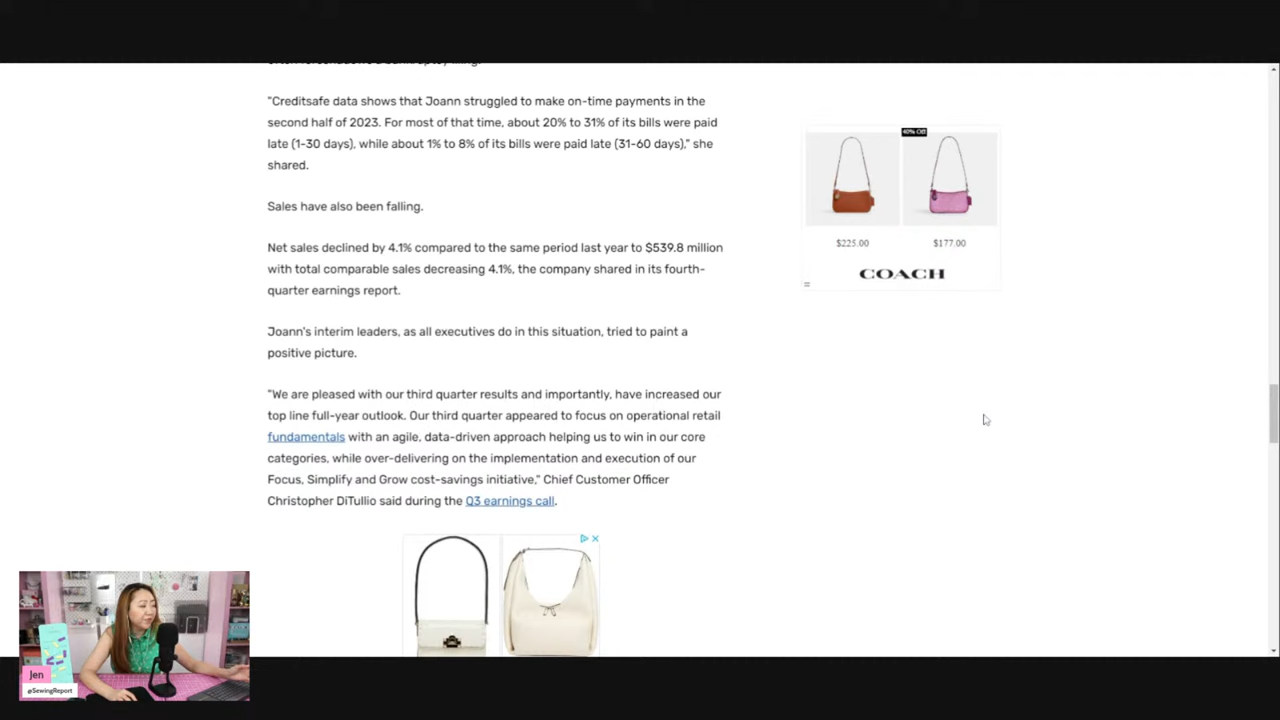 "Creditsafe data shows that Joann struggled to make on-time payments in the
second half of 2023. For most of that time, about 20% to 31% of its bills were paid
late (1-30 days), while about 1% to 8% of its bills were paid late (31-60 days)," she
shared.
Sales have also been falling.
Net sales declined by 4.1% compared to the same period last year to $539.8 million
with total comparable sales decreasing 4.1%, the company shared in its fourth-
quarter earnings report.
Joann's interim leaders, as all executives do in this situation, tried to paint a
positive picture.
"We are pleased with our third quarter results and importantly, have increased our
top line full-year outlook. Our third quarter appeared to focus on operational retail
fundamentals with an agile, data-driven approach helping us to win in our core
categories, while over-delivering on the implementation and execution of our
Focus, Simplify and Grow cost-savings initiative," Chief Customer Officer
Christopher DiTullio said during the Q3 earnings call.
40% Off
$225.00
$177.00
COACH
Jen
@SewingReport